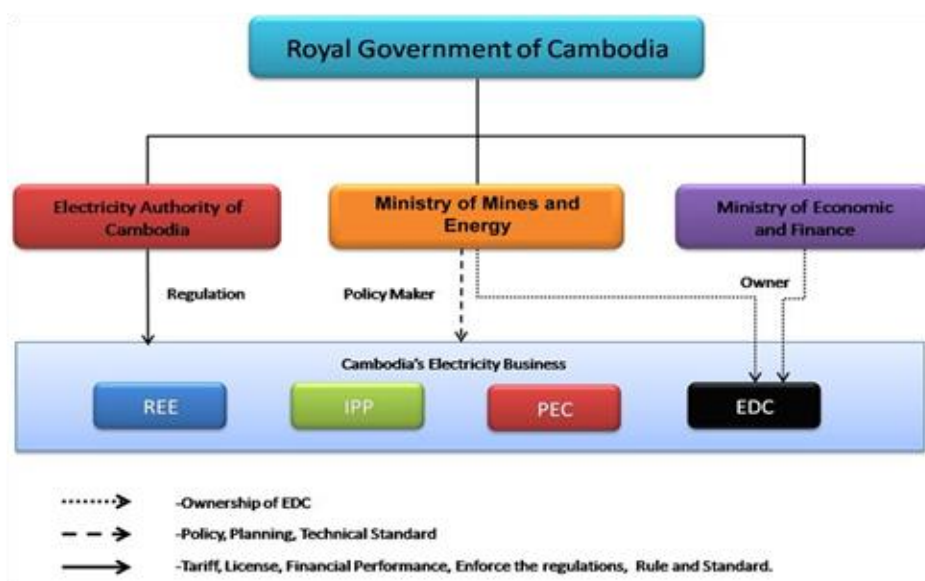 Royal Government of Cambodia
Electricity Authority of
Cambodia
Ministry of Mines and
Energy
Ministry of Economic
and Finance
Regulation
Policy Maker
Owner
Cambodia's Electricity Business
REE
IPP
PEC
EDC
-Ownership of EDC
-Policy, Planning, Technical Standard
-Tariff, License, Financial Performance, Enforce the regulations, Rule and Standard.